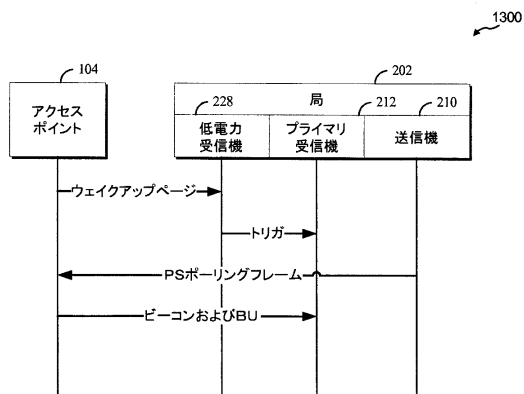 1300
104
202
アクセス
ポイント
局
228
212
210
低電力
受信機
プライマリ
受信機
送信機
ウェイクアップページ
トリガ
PSポーリングフレーム
ビーコンおよびBU